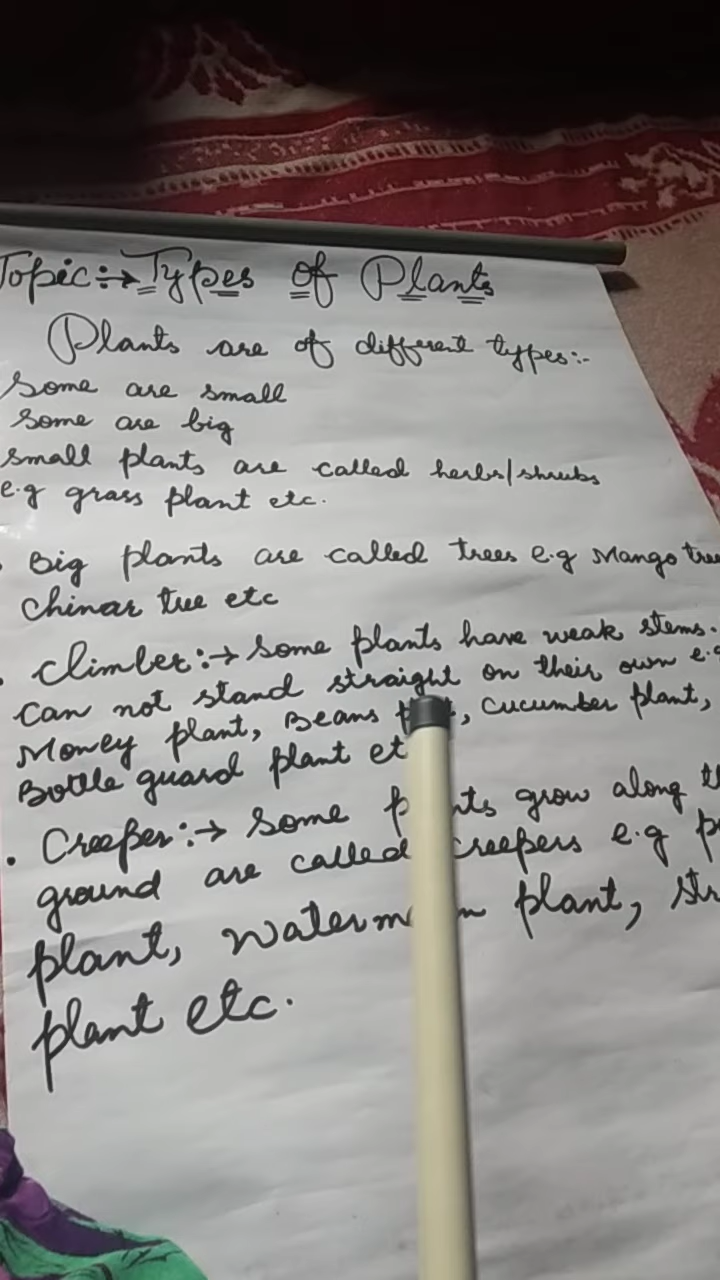 Topic:→ Types of Plants
Plants are of different types:-
Some are small
Some are big
Small plants are called herbs/shrubs
e.g grass plant etc.
Big plants are called trees e.g Mango tree
Chinar tree etc
. Climber:→ Some plants have weak stems.
Can not stand straight on their own e.g
Money plant, Beans, Cucumber plant,
Bottle guard plant
. Creeper:→ Some grow along
ground are called creepers e.g
plant, plant,
plant etc.